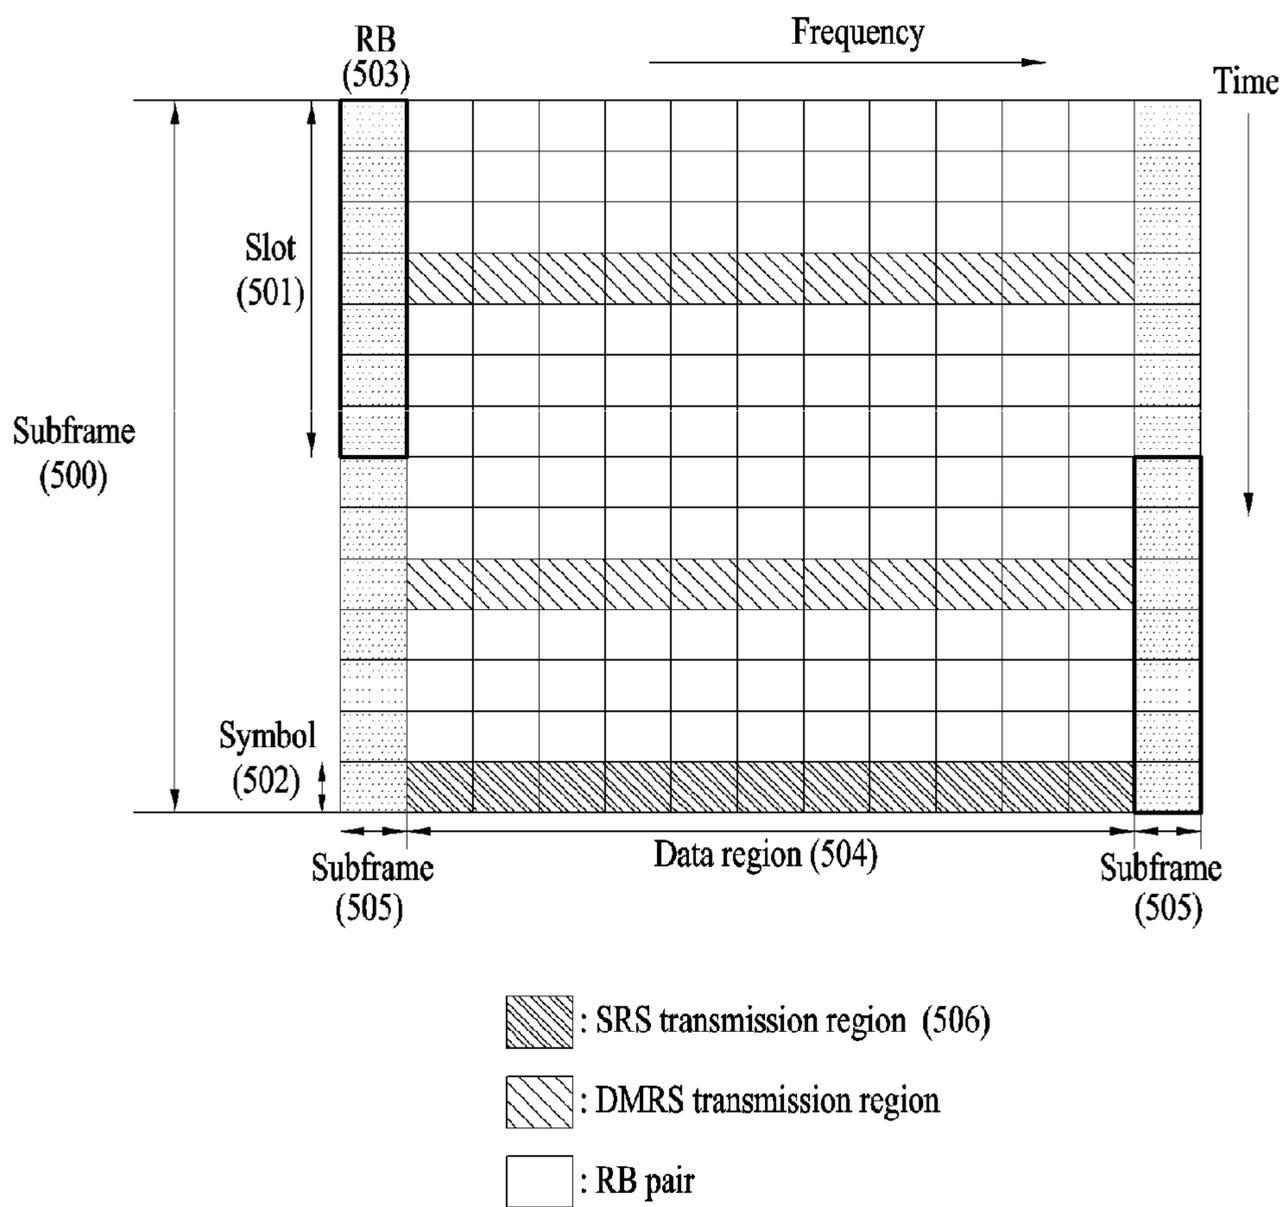 RB
(503)
Frequency
Time
Slot
(501)
Subframe
(500)
Symbol
(502)
Data region (504)
Subframe
(505)
Subframe
(505)
: SRS transmission region (506)
: DMRS transmission region
: RB pair